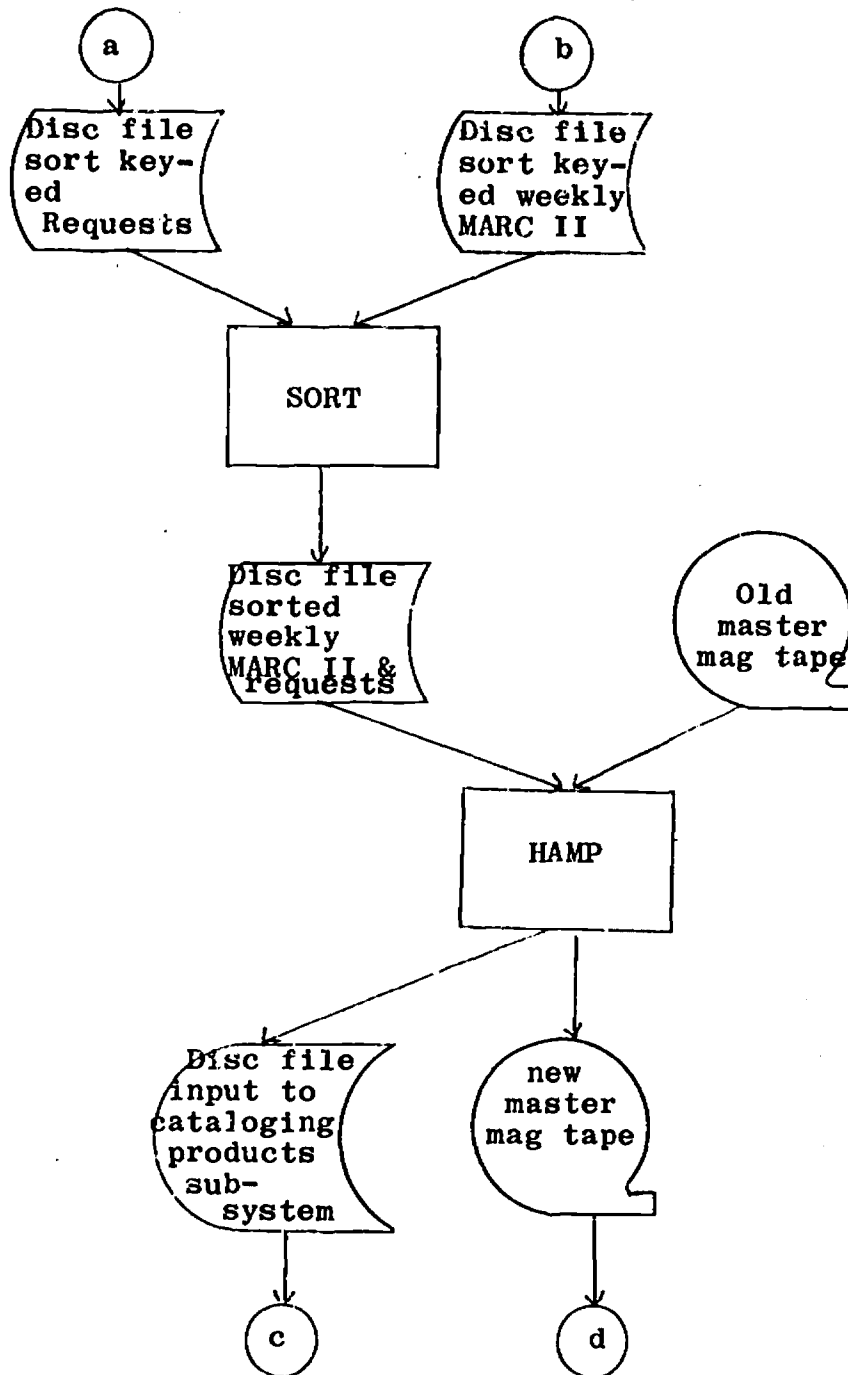 a
b
Disc file
sort key-
ed
Requests
Disc file
sort key-
ed weekly
MARC II
SORT
Disc file
sorted
weekly
MARC II &
requests
Old
master
mag tape
HAMP
Disc file
input to
cataloging
products
sub-
system
new
master
mag tape
c
d